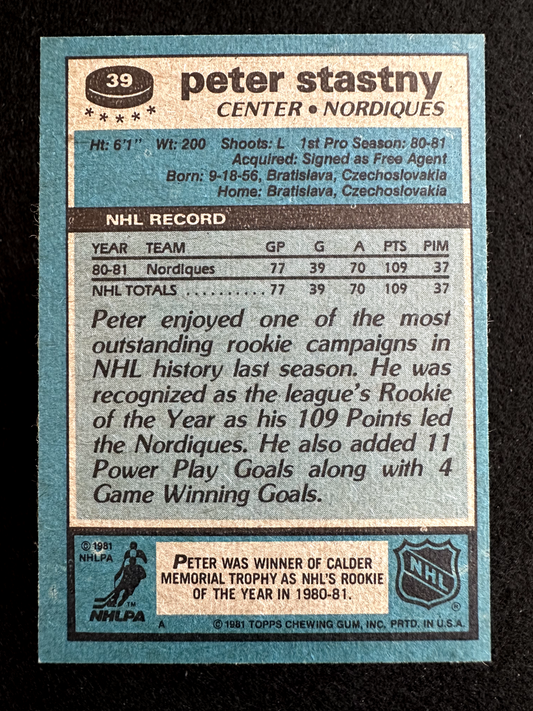 39
peter stastny
*****
CENTER • NORDIQUES
Ht: 6'1" Wt: 200 Shoots: L 1st Pro Season: 80-81
Acquired: Signed as Free Agent
Born: 9-18-56, Bratislava, Czechoslovakia
Home: Bratislava, Czechoslovakia
NHL RECORD
YEAR TEAM GP G A PTS PIM
80-81 Nordiques 77 39 70 109 37
NHL TOTALS .......... 77 39 70 109 37
Peter enjoyed one of the most
outstanding rookie campaigns in
NHL history last season. He was
recognized as the league's Rookie
of the Year as his 109 Points led
the Nordiques. He also added 11
Power Play Goals along with 4
Game Winning Goals.
© 1981
NHLPA
TM
NHLPA
PETER WAS WINNER OF CALDER
MEMORIAL TROPHY AS NHL'S ROOKIE
OF THE YEAR IN 1980-81.
NHL
®
A
© 1981 TOPPS CHEWING GUM, INC. PRTD. IN U.S.A.